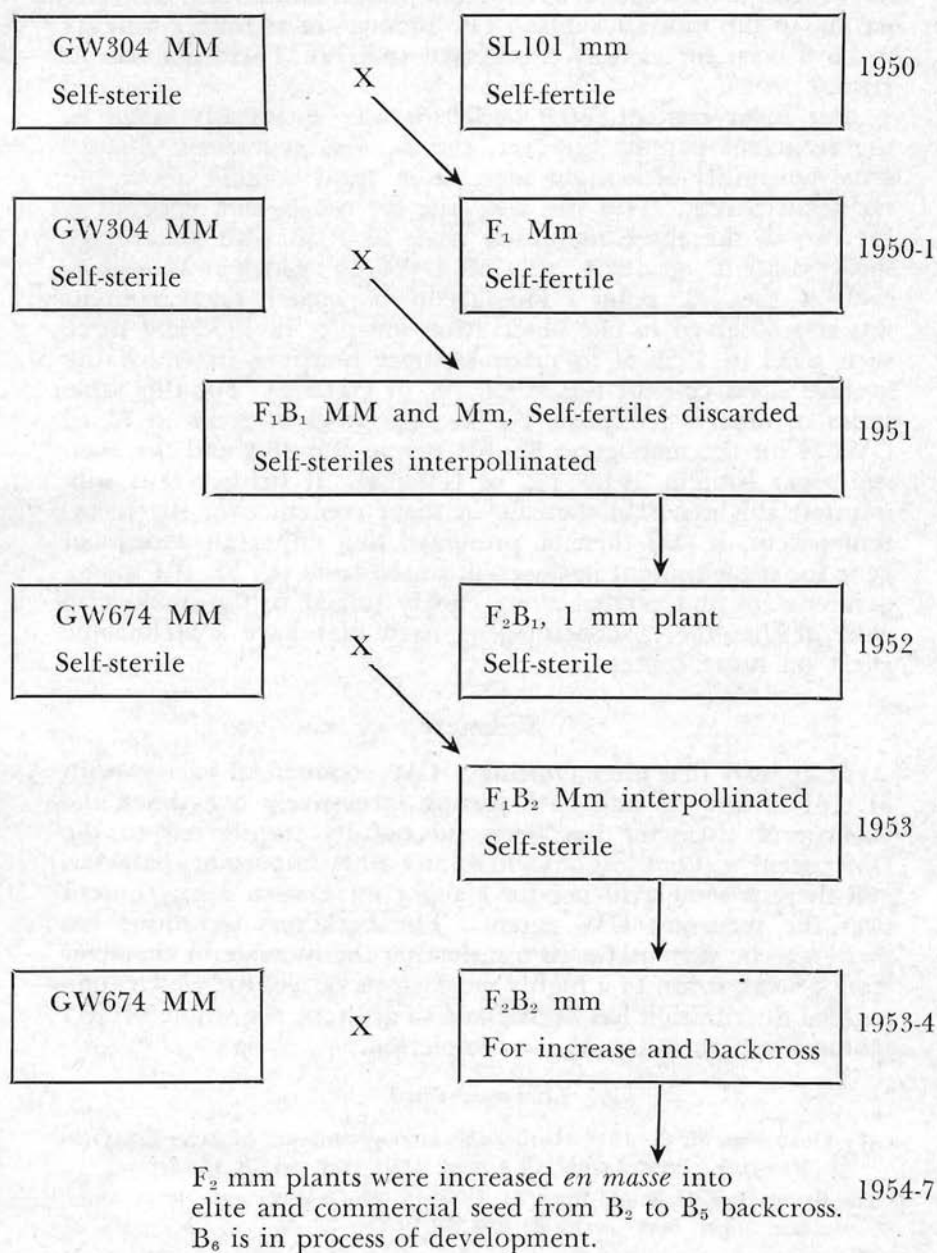 GW304 MM
Self-sterile
X
SL101 mm
Self-fertile
1950
GW304 MM
Self-sterile
X
F₁ Mm
Self-fertile
1950-1
F₁B₁ MM and Mm, Self-fertiles discarded
Self-steriles interpollinated
1951
GW674 MM
Self-sterile
X
F₂B₁, 1 mm plant
Self-sterile
1952
F₁B₂ Mm interpollinated
Self-sterile
1953
GW674 MM
X
F₂B₂ mm
For increase and backcross
1953-4
F₂ mm plants were increased en masse into
elite and commercial seed from B₂ to B₅ backcross.
B₆ is in process of development.
1954-7